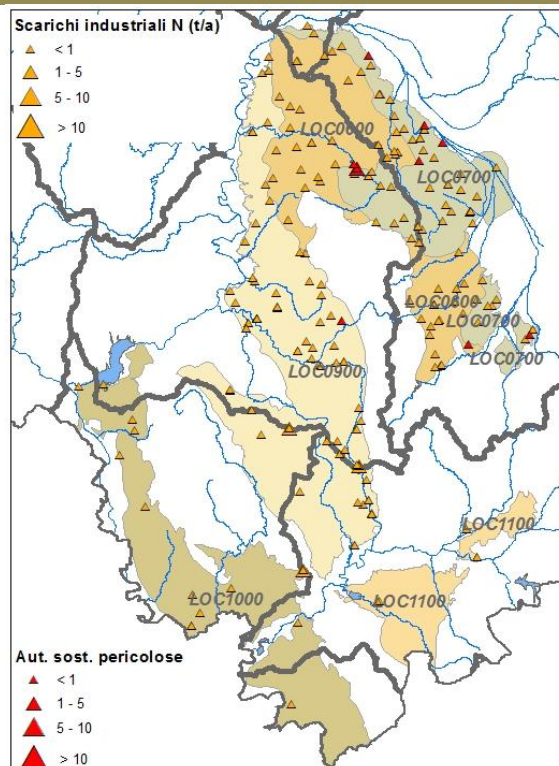 Scarichi industriali N (t/a)
< 1
1 - 5
5 - 10
> 10
LOC0600
LOC0700
LOC0800
LOC0700
LOC0700
LOC0900
LOC1100
LOC1000
LOC1100
Aut. sost. pericolose
< 1
1 - 5
5 - 10
> 10